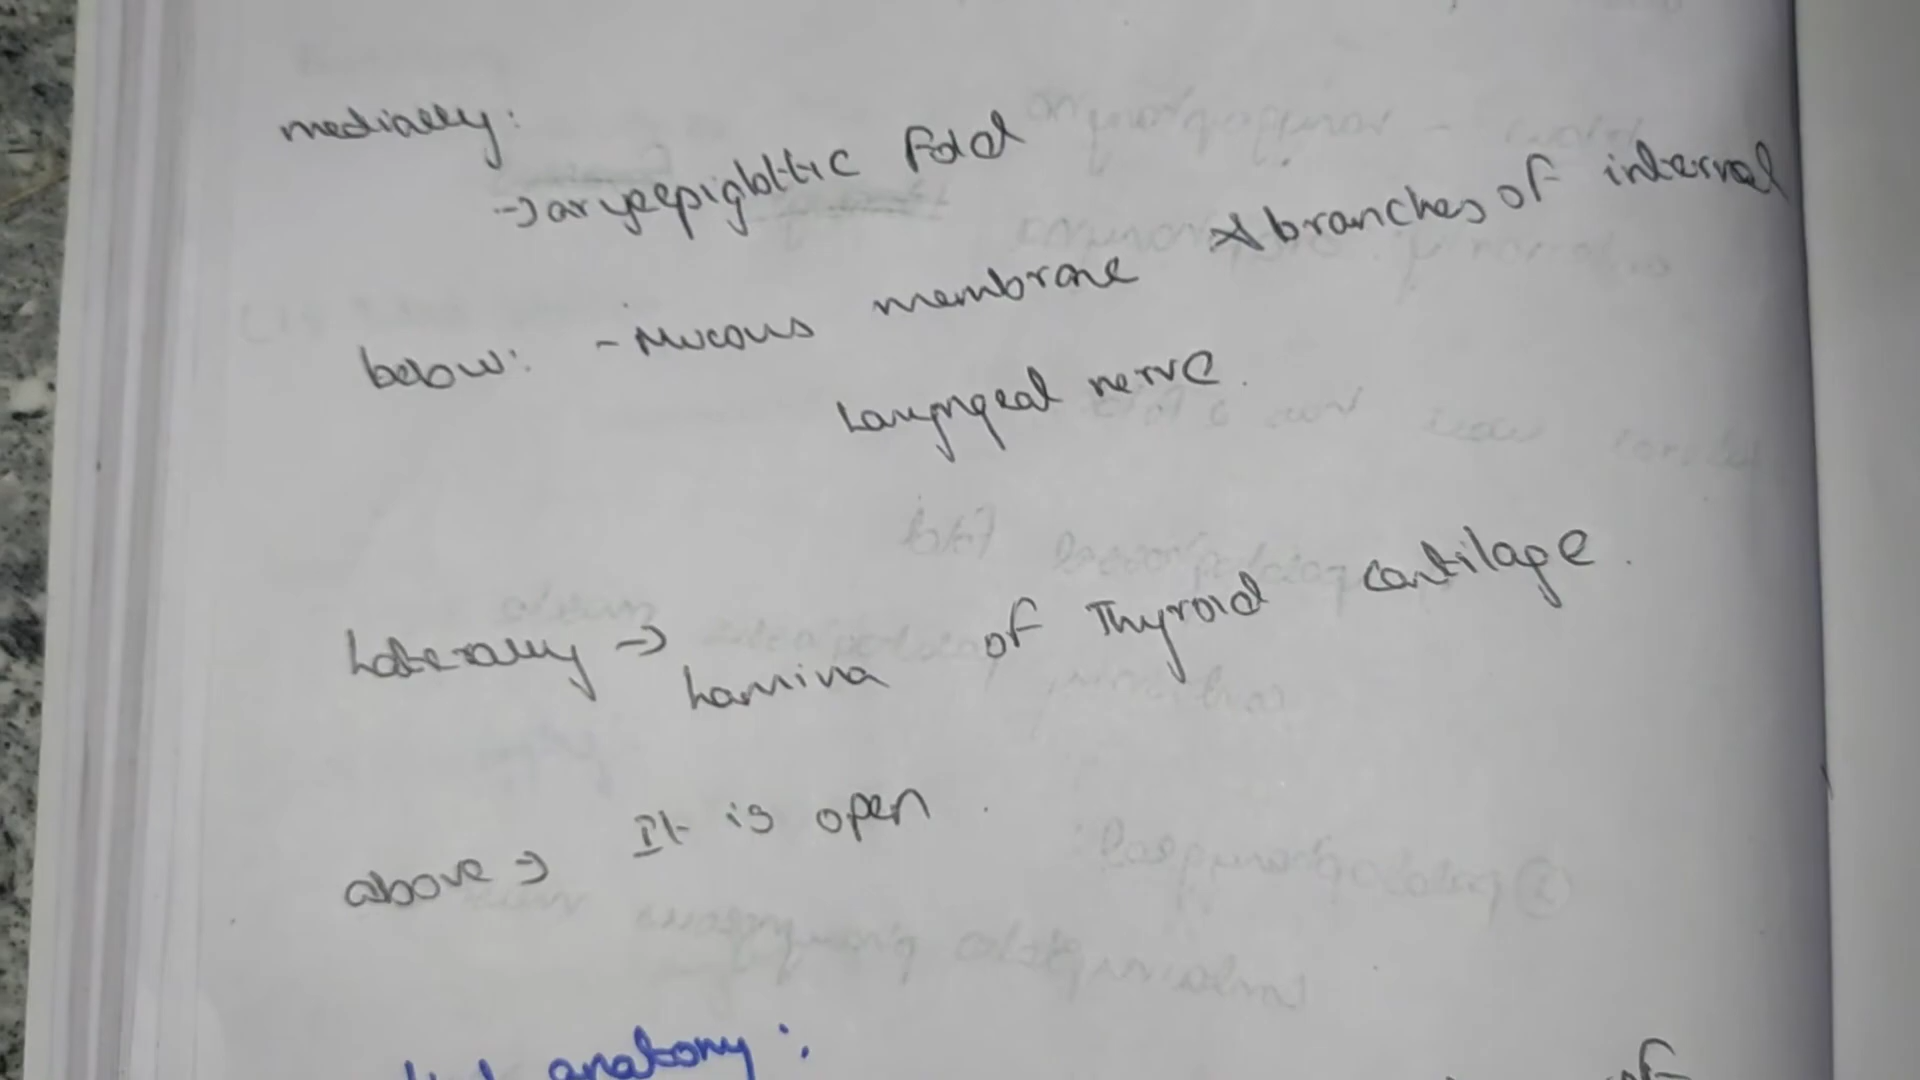 medially:
→ aryepiglottic fold
below: - Mucous membrane & branches of internal
Laryngeal nerve.
Laterally → Lamina of Thyroid cartilage.
above → It is open.
anatomy:
of